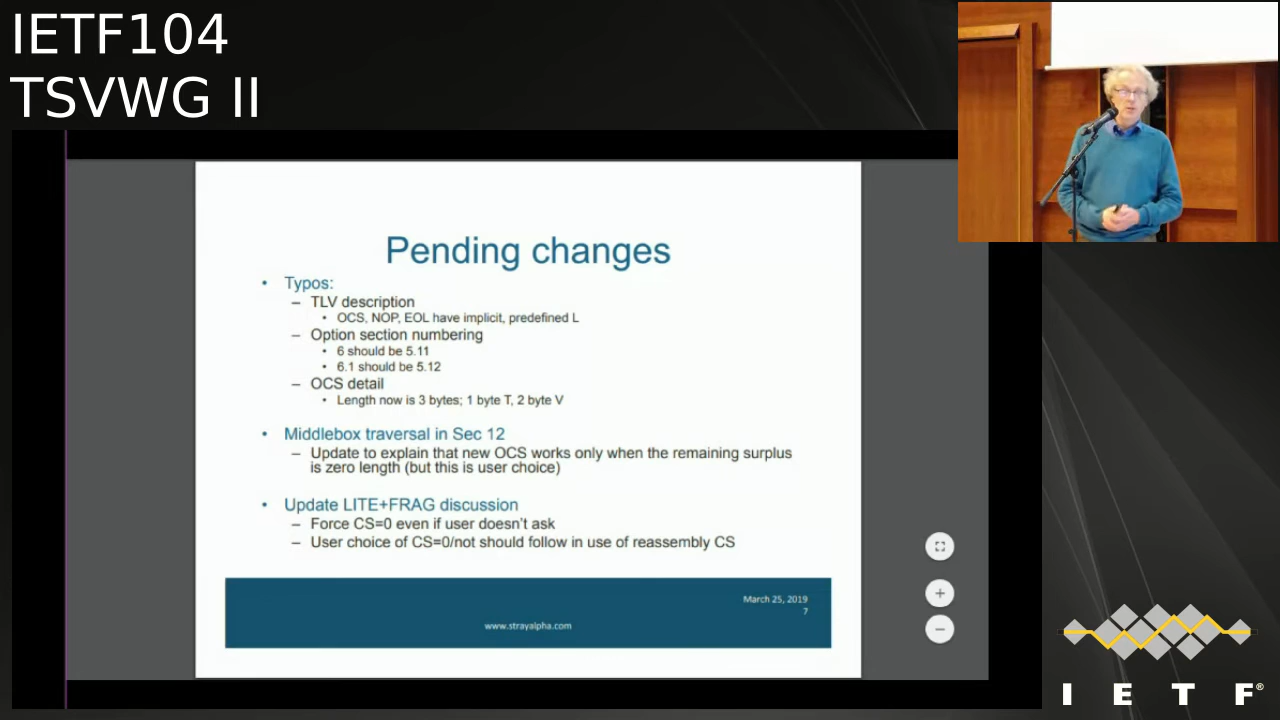 IETF104
TSVWG II
Pending changes
• Typos:
– TLV description
• OCS, NOP, EOL have implicit, predefined L
– Option section numbering
• 6 should be 5.11
• 6.1 should be 5.12
– OCS detail
• Length now is 3 bytes; 1 byte T, 2 byte V
• Middlebox traversal in Sec 12
– Update to explain that new OCS works only when the remaining surplus
is zero length (but this is user choice)
• Update LITE+FRAG discussion
– Force CS=0 even if user doesn't ask
– User choice of CS=0/not should follow in use of reassembly CS
March 25, 2019
7
www.strayalpha.com
I E T F®